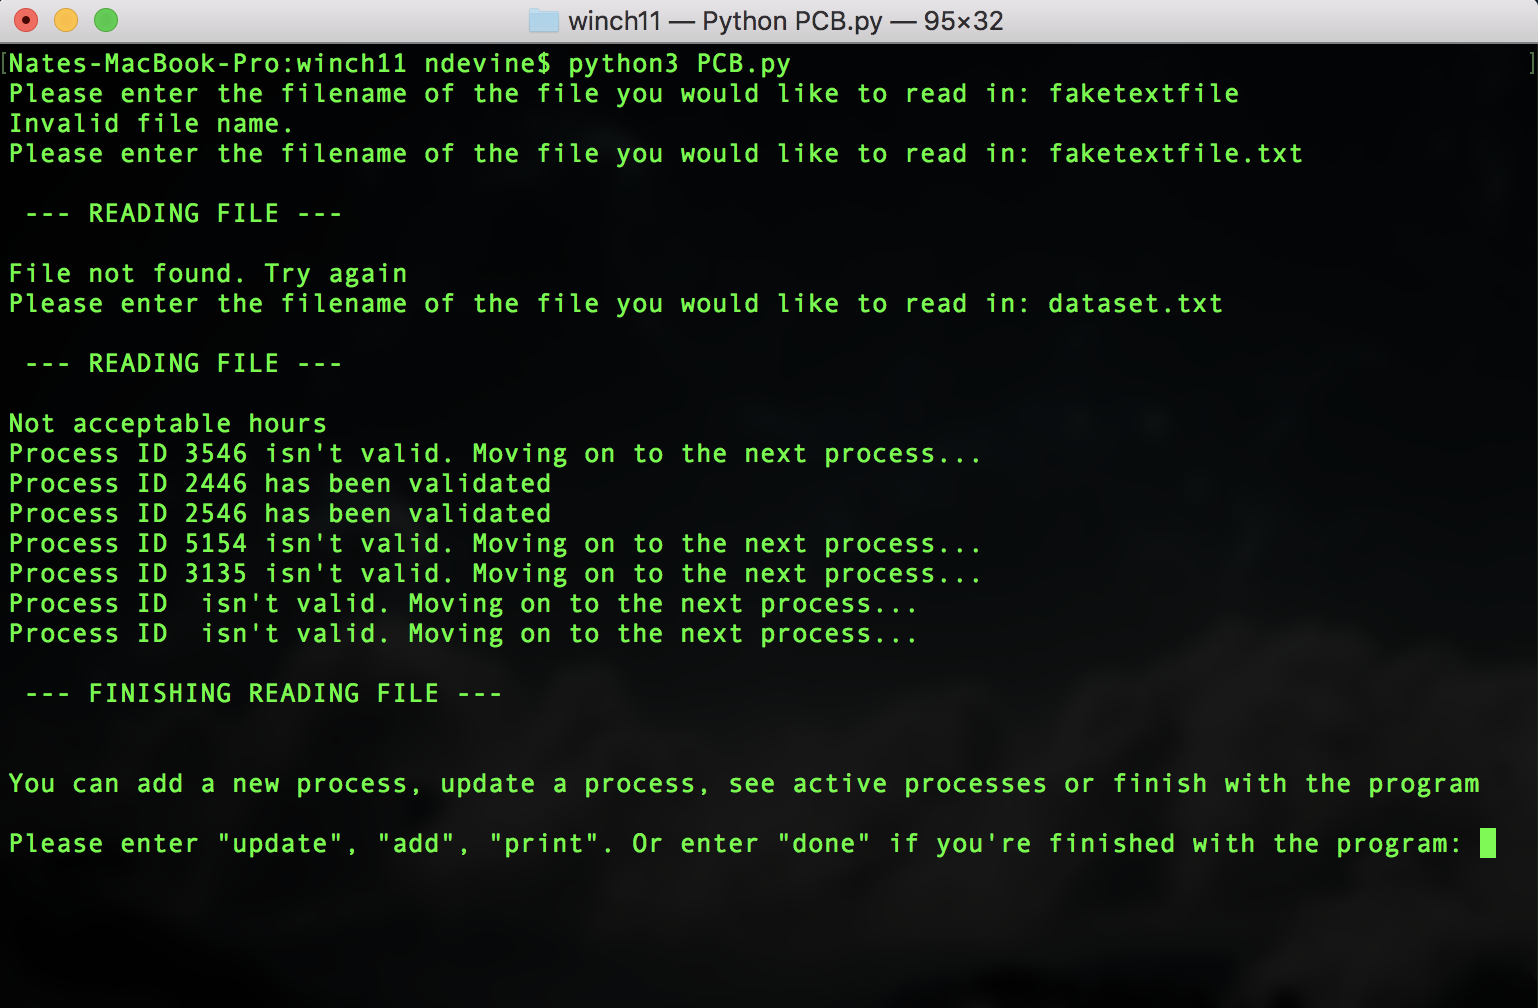 winch11 — Python PCB.py — 95×32
[Nates-MacBook-Pro:winch11 ndevine$ python3 PCB.py ]
Please enter the filename of the file you would like to read in: faketextfile
Invalid file name.
Please enter the filename of the file you would like to read in: faketextfile.txt
--- READING FILE ---
File not found. Try again
Please enter the filename of the file you would like to read in: dataset.txt
--- READING FILE ---
Not acceptable hours
Process ID 3546 isn't valid. Moving on to the next process...
Process ID 2446 has been validated
Process ID 2546 has been validated
Process ID 5154 isn't valid. Moving on to the next process...
Process ID 3135 isn't valid. Moving on to the next process...
Process ID  isn't valid. Moving on to the next process...
Process ID  isn't valid. Moving on to the next process...
--- FINISHING READING FILE ---
You can add a new process, update a process, see active processes or finish with the program
Please enter "update", "add", "print". Or enter "done" if you're finished with the program: